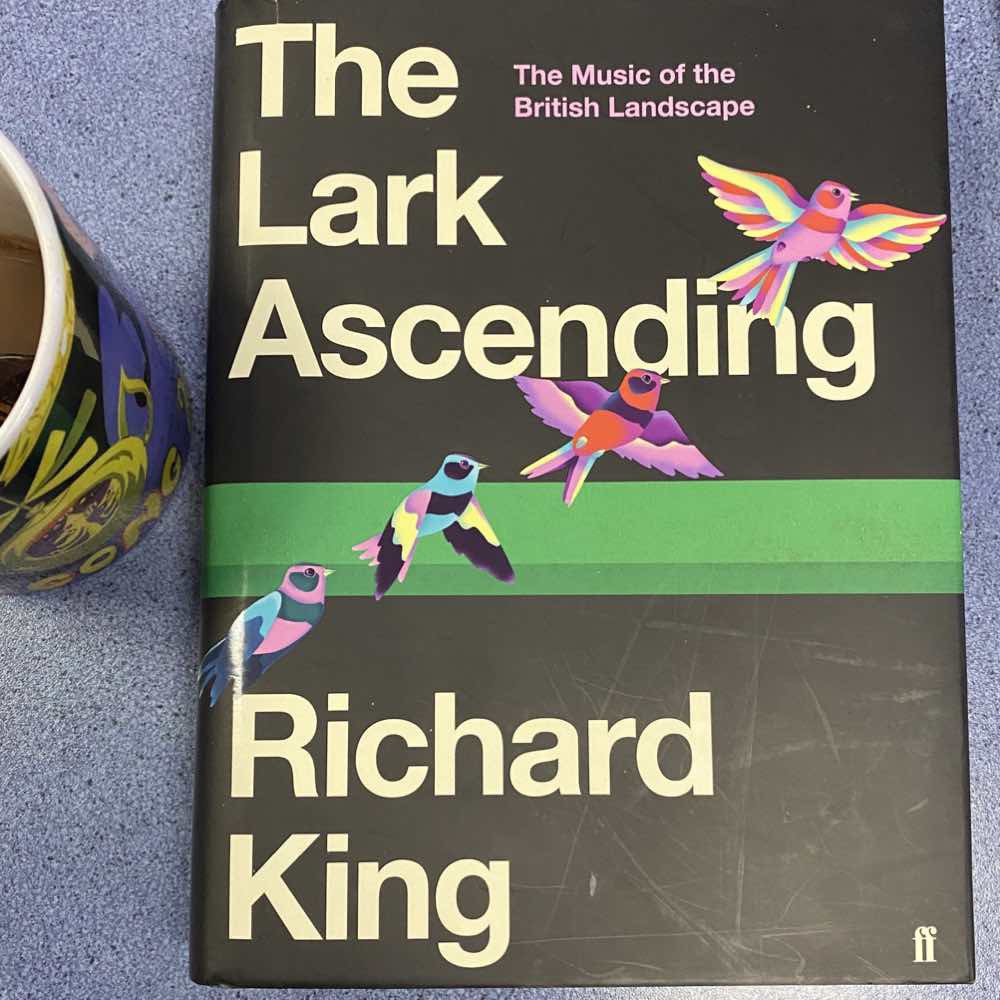 The
Lark
Ascending
The Music of the
British Landscape
Richard
King
ff